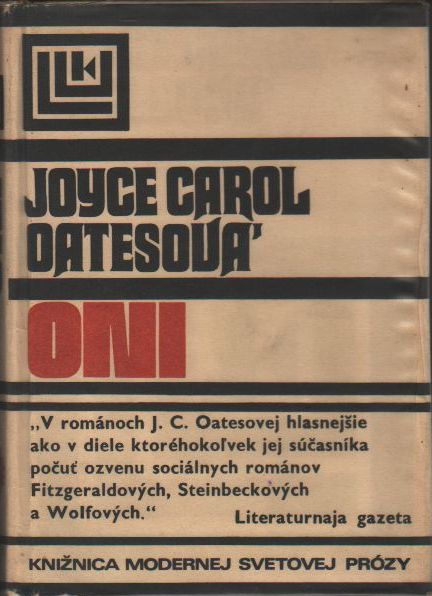 JOYCE CAROL
OATESOVÁ
ONI
„V románoch J. C. Oatesovej hlasnejšie
ako v diele ktoréhokoľvek jej súčasníka
počuť ozvenu sociálnych románov
Fitzgeraldových, Steinbeckových
a Wolfových.“ Literaturnaja gazeta
KNIŽNICA MODERNEJ SVETOVEJ PRÓZY